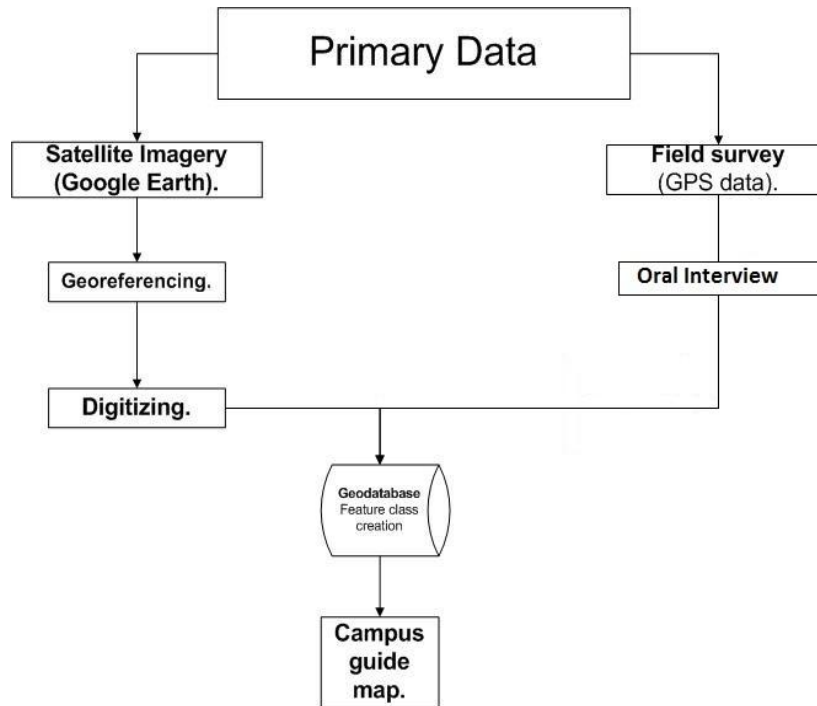 Primary Data
Satellite Imagery
(Google Earth).
Field survey
(GPS data).
Georeferencing.
Oral Interview
Digitizing.
Geodatabase
Feature class
creation
Campus
guide
map.